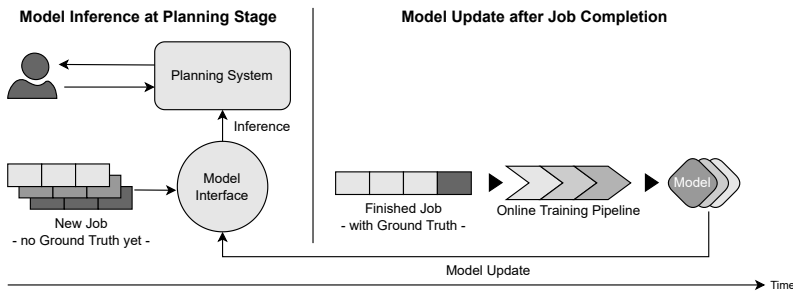 Model Inference at Planning Stage
Model Update after Job Completion
Planning System
Inference
Model
Interface
New Job
- no Ground Truth yet -
Finished Job
- with Ground Truth -
Online Training Pipeline
Model
Model Update
Time